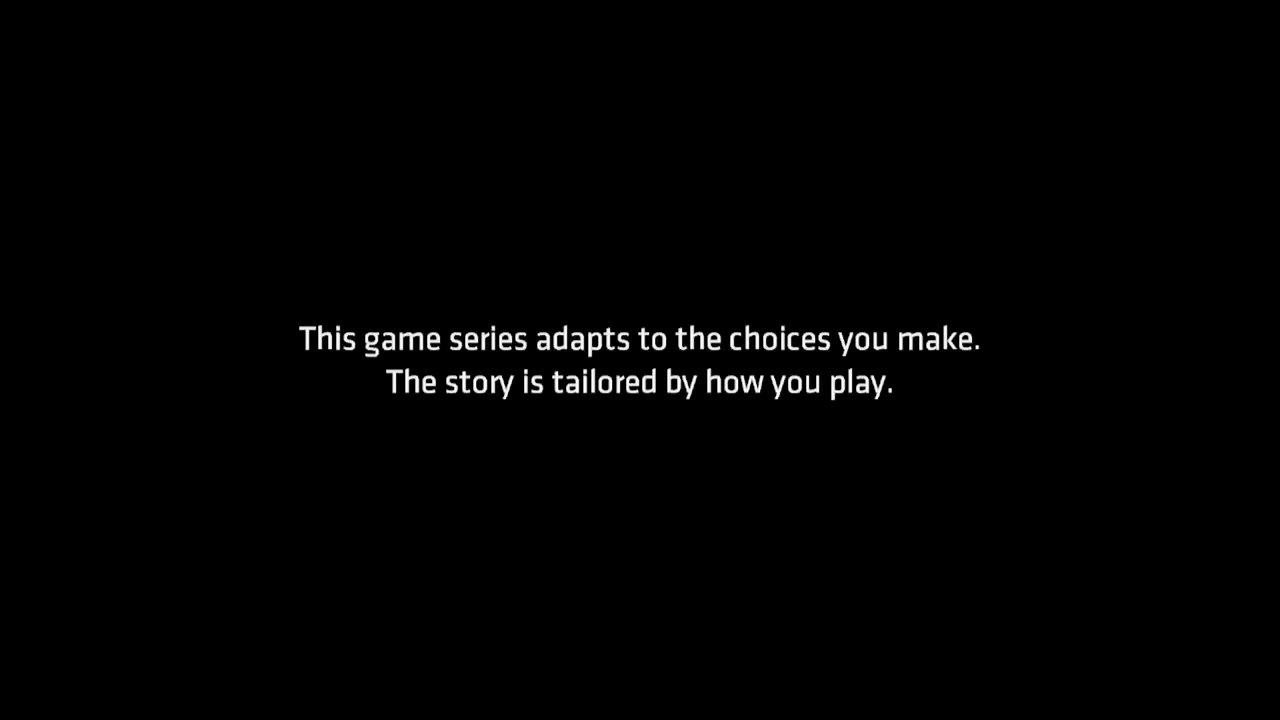 This game series adapts to the choices you make.
The story is tailored by how you play.